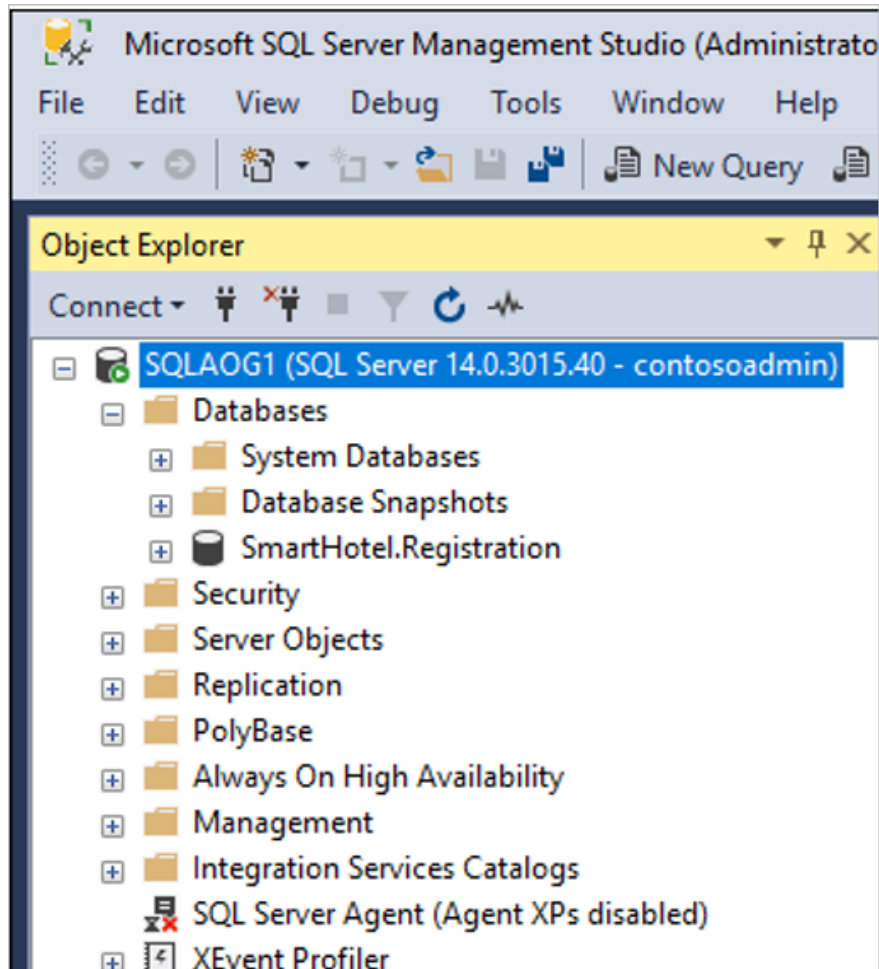 Microsoft SQL Server Management Studio (Administrato
File Edit View Debug Tools Window Help
New Query
Object Explorer
Connect
SQLAOG1 (SQL Server 14.0.3015.40 - contosoadmin)
Databases
System Databases
Database Snapshots
SmartHotel.Registration
Security
Server Objects
Replication
PolyBase
Always On High Availability
Management
Integration Services Catalogs
SQL Server Agent (Agent XPs disabled)
XEvent Profiler